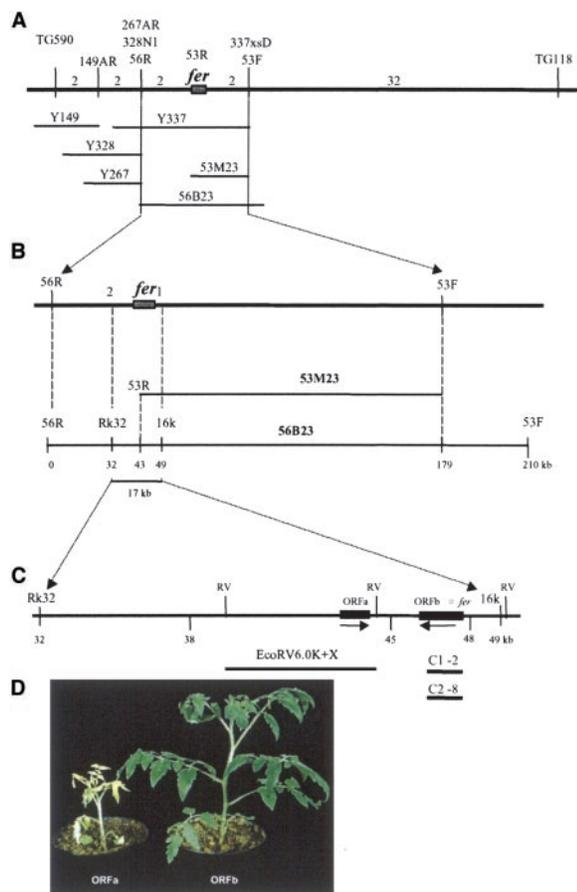 A
267AR
337xsD
TG590
328N1
53R
TG118
149AR
56R
fer
53F
2 2 2 2 32
Y149
Y337
Y328
53M23
Y267
56B23
B
56R
2
fer
1
53F
53R
53M23
56R
Rk32
16k
56B23
53F
0 32 43 49 179 210 kb
17 kb
C
Rk32
RV
ORFa
RV
ORFb
fer
16k
RV
32 38 45 48 49 kb
EcoRV6.0K+X
C1 -2
C2 -8
D
ORFa ORFb